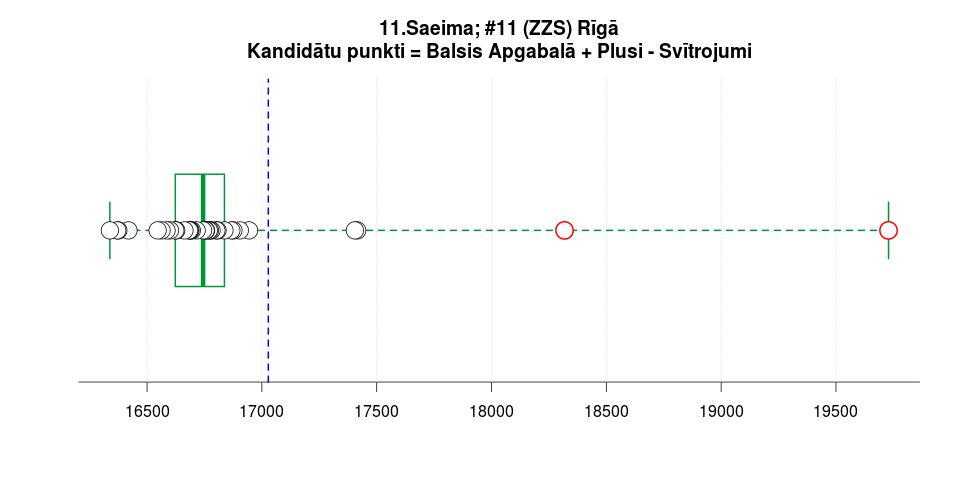 11.Saeima; #11 (ZZS) Rīgā
Kandidātu punkti = Balsis Apgabalā + Plusi - Svītrojumi
16500 17000 17500 18000 18500 19000 19500